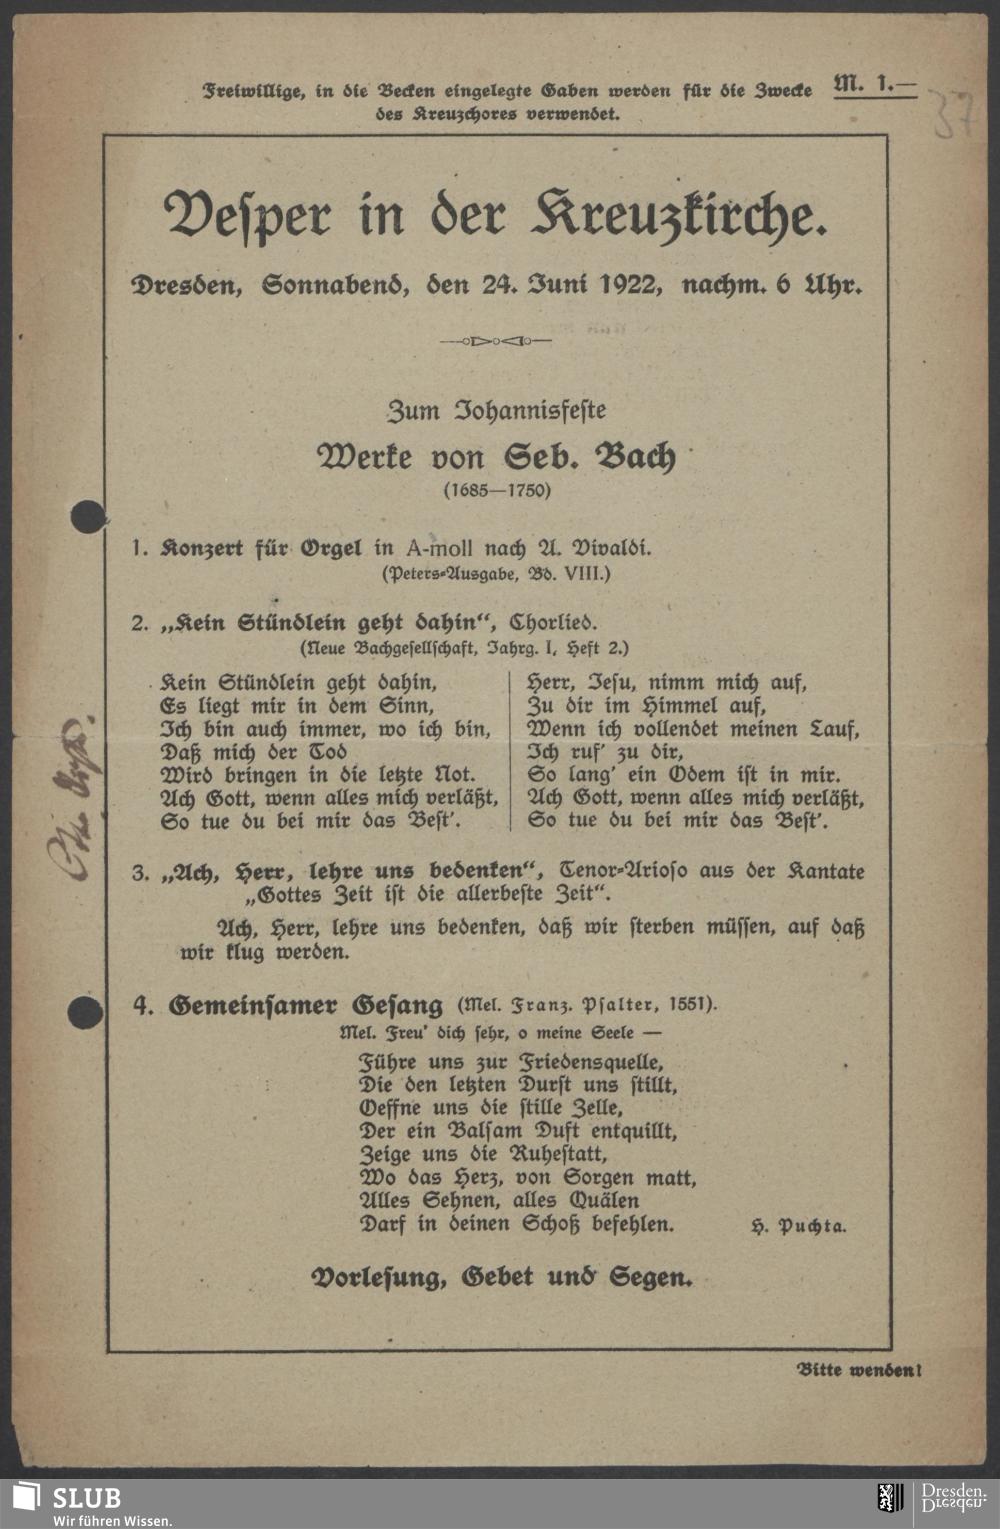 Freiwillige, in die Becken eingelegte Gaben werden für die Zwecke
des Kreuzchores verwendet.
M. 1.—
37
Vesper in der Kreuzkirche.
Dresden, Sonnabend, den 24. Juni 1922, nachm. 6 Uhr.
Zum Johannisfeste
Werke von Seb. Bach
(1685—1750)
1. Konzert für Orgel in A-moll nach A. Vivaldi.
(Peters-Ausgabe, Bd. VIII.)
2. „Kein Stündlein geht dahin“, Chorlied.
(Neue Bachgesellschaft, Jahrg. I, Heft 2.)
Kein Stündlein geht dahin,
Es liegt mir in dem Sinn,
Ich bin auch immer, wo ich bin,
Daß mich der Tod
Wird bringen in die letzte Not.
Ach Gott, wenn alles mich verläßt,
So tue du bei mir das Best’.
Herr, Jesu, nimm mich auf,
Zu dir im Himmel auf,
Wenn ich vollendet meinen Lauf,
Ich ruf’ zu dir,
So lang’ ein Odem ist in mir.
Ach Gott, wenn alles mich verläßt,
So tue du bei mir das Best’.
3. „Ach, Herr, lehre uns bedenken“, Tenor-Arioso aus der Kantate
„Gottes Zeit ist die allerbeste Zeit“.
Ach, Herr, lehre uns bedenken, daß wir sterben müssen, auf daß
wir klug werden.
4. Gemeinsamer Gesang (Mel. Franz. Psalter, 1551).
Mel. Freu’ dich sehr, o meine Seele —
Führe uns zur Friedensquelle,
Die den letzten Durst uns stillt,
Oeffne uns die stille Zelle,
Der ein Balsam Duft entquillt,
Zeige uns die Ruhestatt,
Wo das Herz, von Sorgen matt,
Alles Sehnen, alles Quälen
Darf in deinen Schoß befehlen.
H. Puchta.
Vorlesung, Gebet und Segen.
Bitte wenden!
SLUB
Wir führen Wissen.
Dresden.